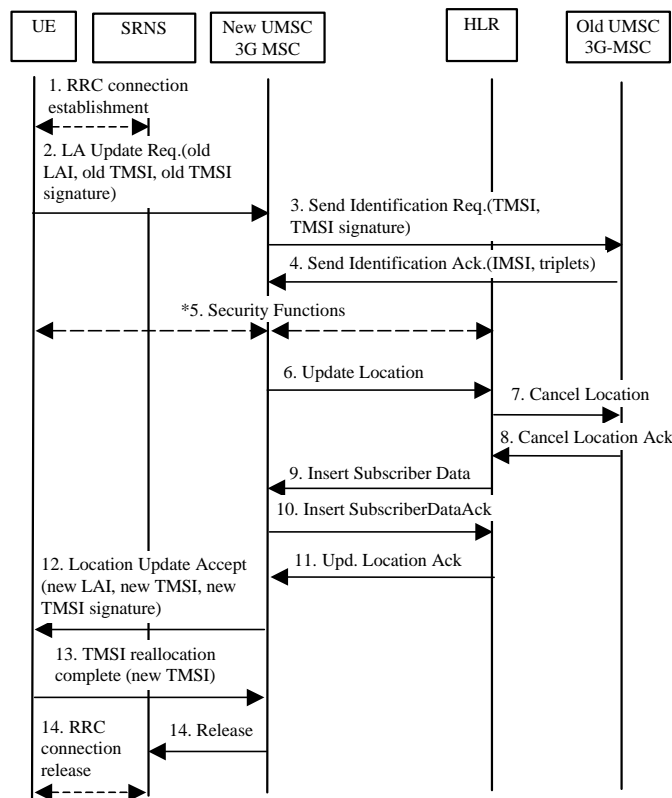 UE
SRNS
New UMSC
3G MSC
HLR
Old UMSC
3G-MSC
1. RRC connection
establishment
2. LA Update Req.(old
LAI, old TMSI, old TMSI
signature)
3. Send Identification Req.(TMSI,
TMSI signature)
4. Send Identification Ack.(IMSI, triplets)
*5. Security Functions
6. Update Location
7. Cancel Location
8. Cancel Location Ack
9. Insert Subscriber Data
10. Insert SubscriberDataAck
11. Upd. Location Ack
12. Location Update Accept
(new LAI, new TMSI, new
TMSI signature)
13. TMSI reallocation
complete (new TMSI)
14. RRC
connection
release
14. Release